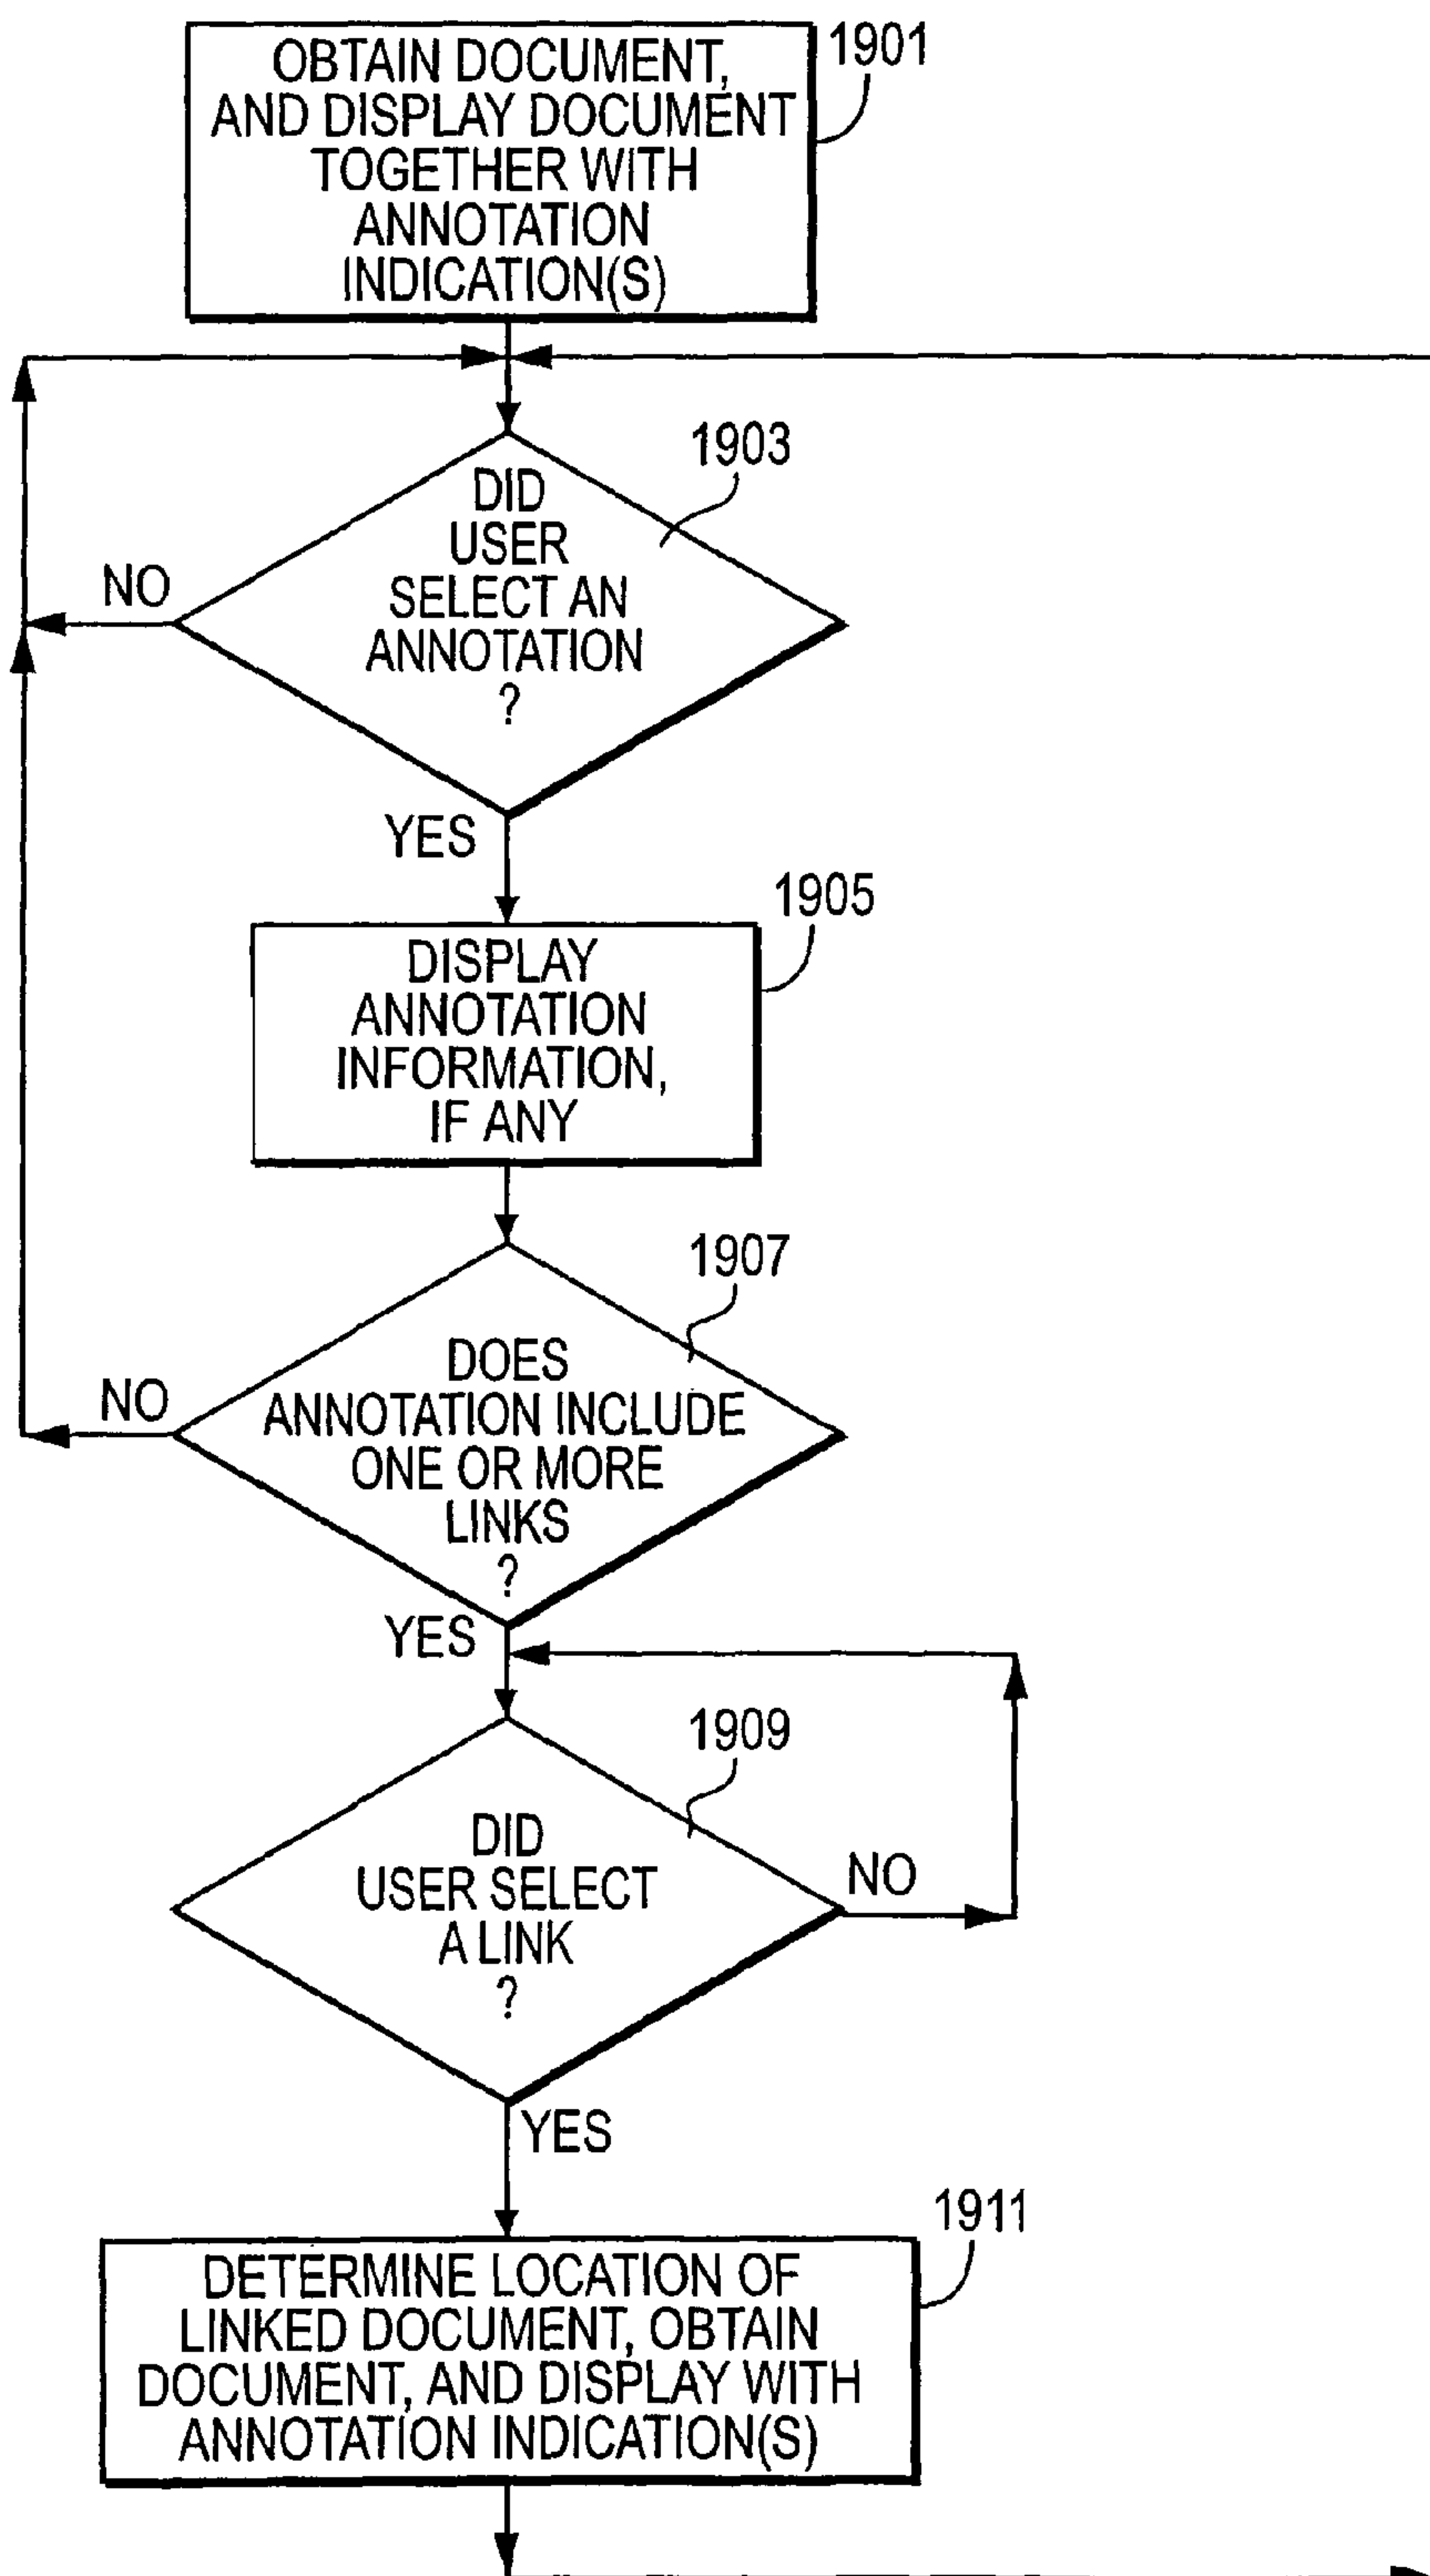 OBTAIN DOCUMENT,
AND DISPLAY DOCUMENT
TOGETHER WITH
ANNOTATION
INDICATION(S)
1901
1903
DID
USER
SELECT AN
ANNOTATION
?
NO
YES
1905
DISPLAY
ANNOTATION
INFORMATION,
IF ANY
1907
DOES
ANNOTATION INCLUDE
ONE OR MORE
LINKS
?
NO
YES
1909
DID
USER SELECT
A LINK
?
NO
YES
1911
DETERMINE LOCATION OF
LINKED DOCUMENT, OBTAIN
DOCUMENT, AND DISPLAY WITH
ANNOTATION INDICATION(S)